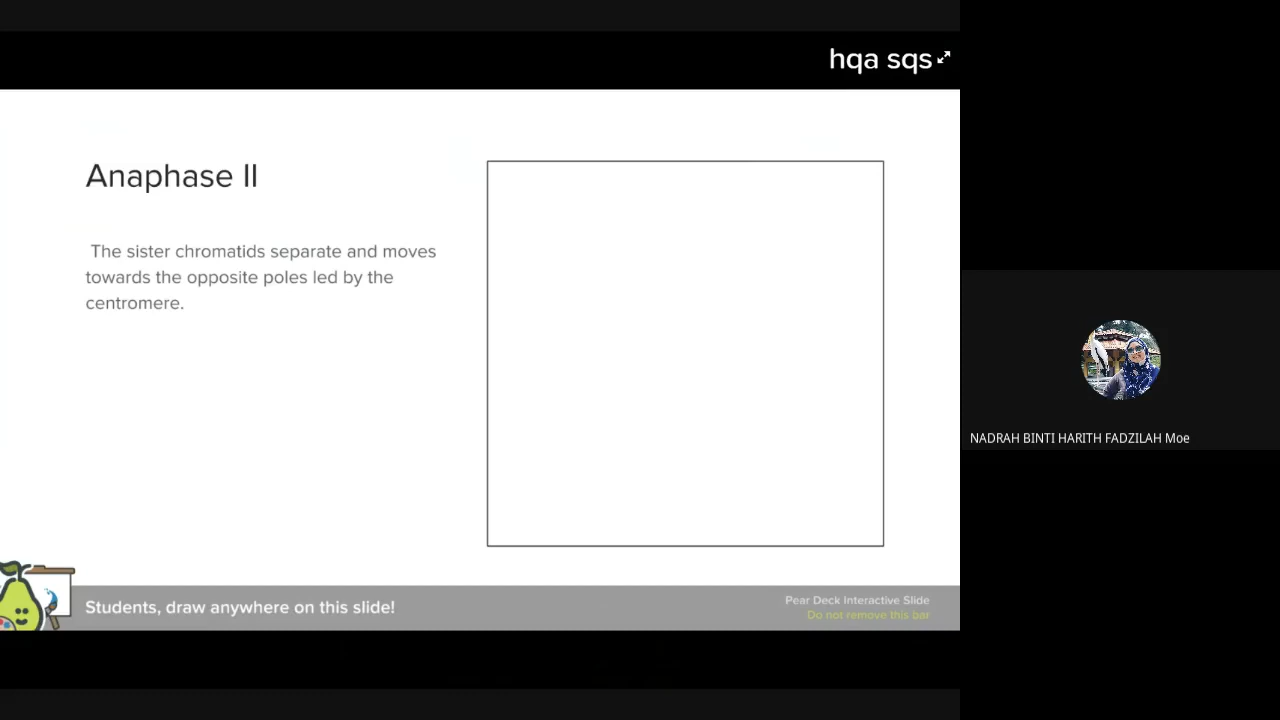 hqa sqs
Anaphase II
The sister chromatids separate and moves
towards the opposite poles led by the
centromere.
NADRAH BINTI HARITH FADZILAH Moe
Students, draw anywhere on this slide!
Pear Deck Interactive Slide
Do not remove this bar